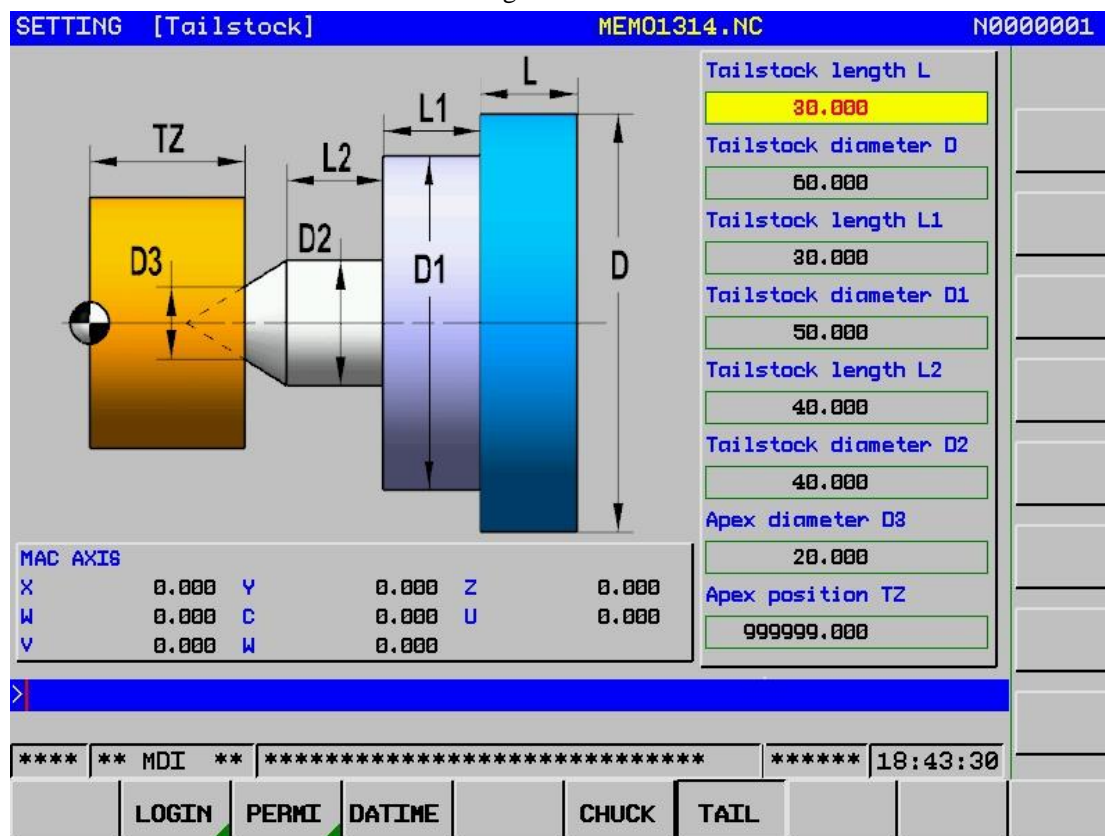 SETTING [Tailstock] MEMO1314.NC N0000001
L
L1
TZ
L2
D3
D2
D1
D
Tailstock length L
30.000
Tailstock diameter D
60.000
Tailstock length L1
30.000
Tailstock diameter D1
50.000
Tailstock length L2
40.000
Tailstock diameter D2
40.000
Apex diameter D3
20.000
Apex position TZ
999999.000
MAC AXIS
X 0.000 Y 0.000 Z 0.000
W 0.000 C 0.000 U 0.000
V 0.000 W 0.000
>
**** ** MDI ** **************************** ****** 18:43:30
LOGIN PERMI DATIME CHUCK TAIL